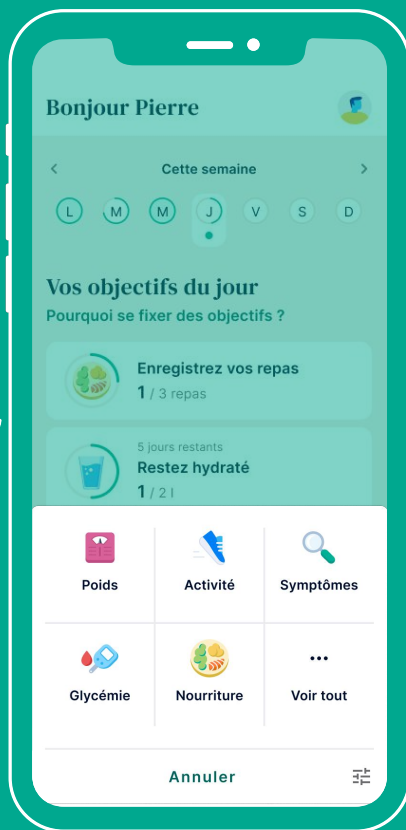 Bonjour Pierre
Cette semaine
L M M J V S D
Vos objectifs du jour
Pourquoi se fixer des objectifs ?
Enregistrez vos repas
1 / 3 repas
5 jours restants
Restez hydraté
1 / 2 l
Poids Activité Symptômes
Glycémie Nourriture Voir tout
Annuler